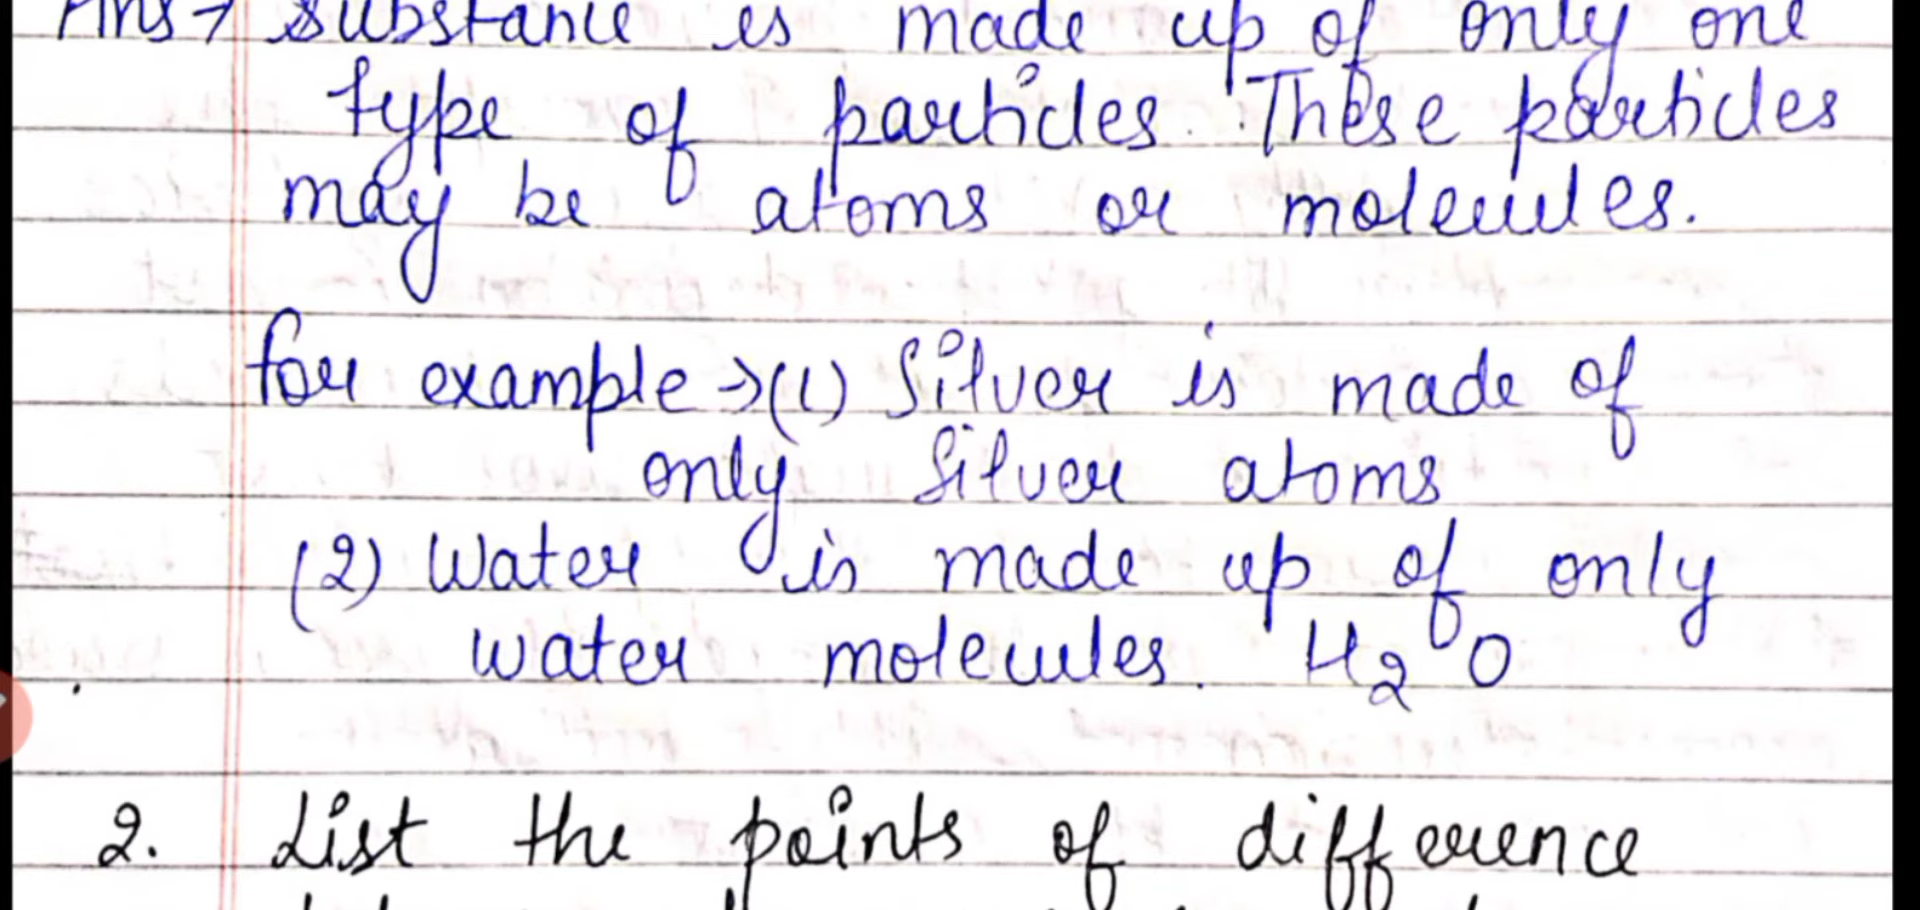 Ans→ substance is made up of only one
type of particles. These particles
may be atoms or molecules.
for example →(1) Silver is made of
only silver atoms
(2) Water is made up of only
water molecules. H₂O
2. List the points of difference